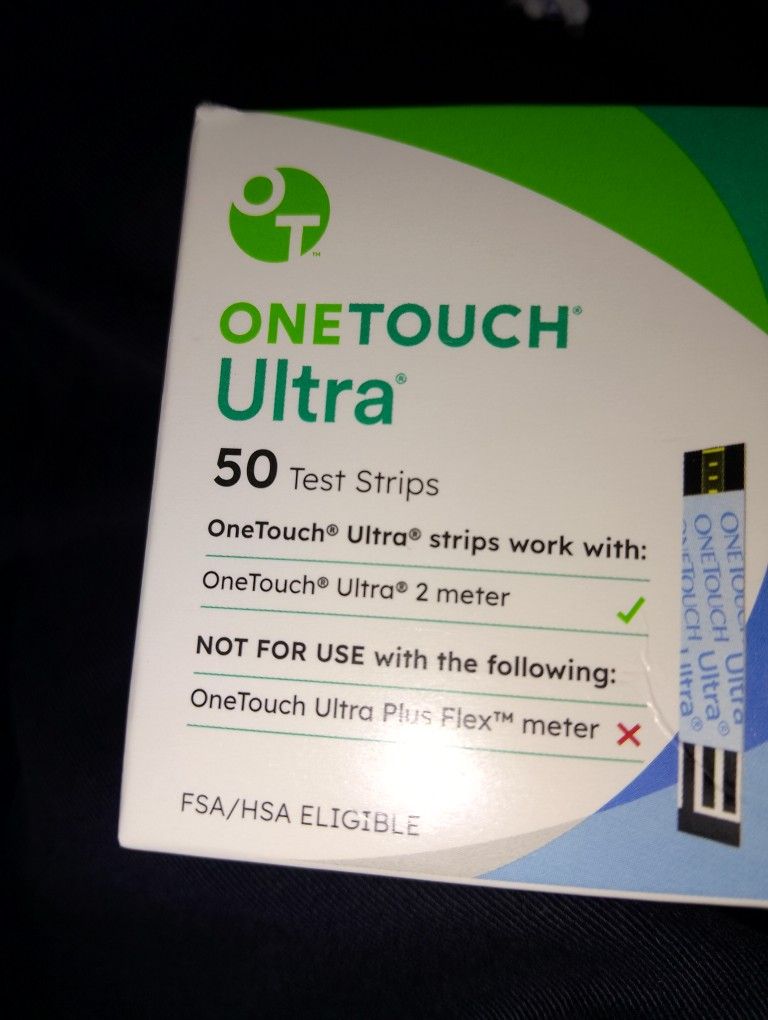 OT™
ONETOUCH®
Ultra®
50 Test Strips
OneTouch® Ultra® strips work with:
OneTouch® Ultra® 2 meter
NOT FOR USE with the following:
OneTouch Ultra Plus Flex™ meter
FSA/HSA ELIGIBLE
ONETOUCH Ultra®
ONETOUCH Ultra®